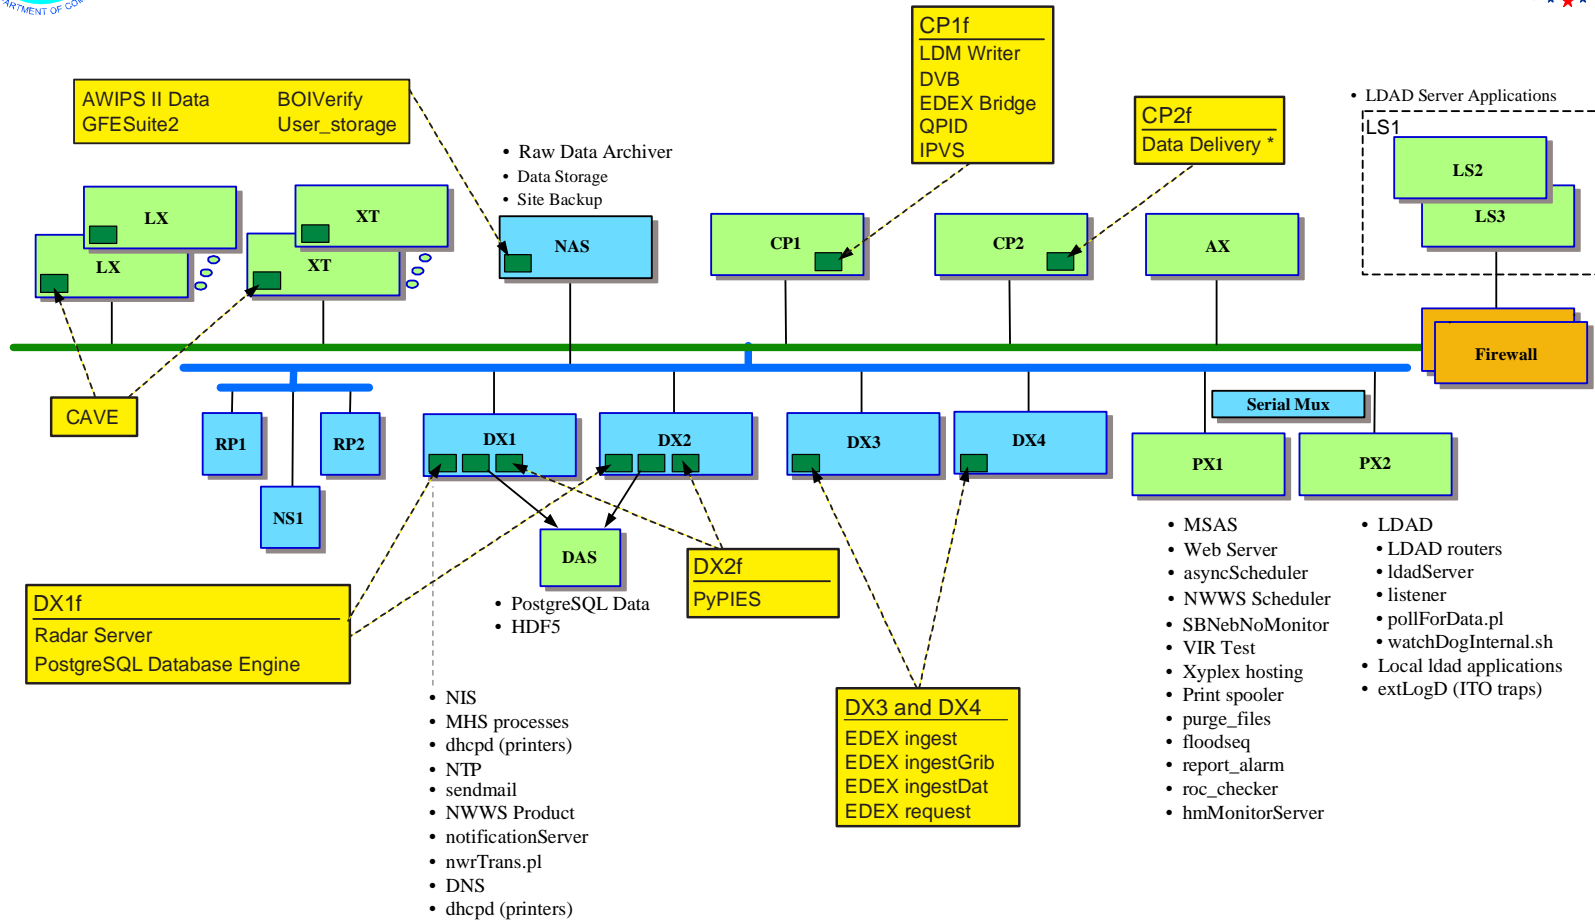 ARTMENT OF CO
CP1f
LDM Writer
DVB
EDEX Bridge
QPID
IPVS
AWIPS II Data BOIVerify
GFESuite2 User_storage
CP2f
Data Delivery *
• LDAD Server Applications
LS1
LS2
LS3
• Raw Data Archiver
• Data Storage
• Site Backup
LX
LX
XT
XT
NAS
CP1
CP2
AX
Firewall
CAVE
RP1
RP2
NS1
DX1
DX2
DX3
DX4
Serial Mux
PX1
PX2
DAS
• PostgreSQL Data
• HDF5
DX2f
PyPIES
DX1f
Radar Server
PostgreSQL Database Engine
• NIS
• MHS processes
• dhcpd (printers)
• NTP
• sendmail
• NWWS Product
• notificationServer
• nwrTrans.pl
• DNS
• dhcpd (printers)
DX3 and DX4
EDEX ingest
EDEX ingestGrib
EDEX ingestDat
EDEX request
• MSAS
• Web Server
• asyncScheduler
• NWWS Scheduler
• SBNebNoMonitor
• VIR Test
• Xyplex hosting
• Print spooler
• purge_files
• floodseq
• report_alarm
• roc_checker
• hmMonitorServer
• LDAD
• LDAD routers
• ldadServer
• listener
• pollForData.pl
• watchDogInternal.sh
• Local ldad applications
• extLogD (ITO traps)